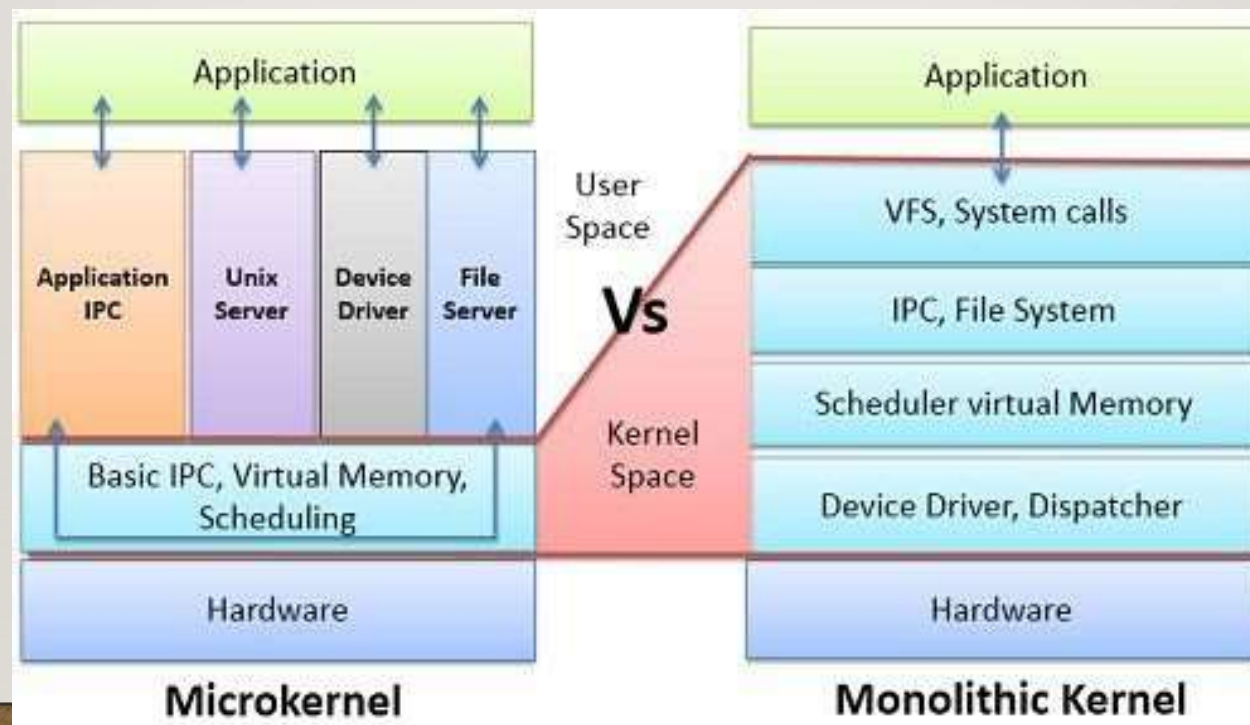 Application
Application
IPC
Unix
Server
Device
Driver
File
Server
Basic IPC, Virtual Memory,
Scheduling
Hardware
Microkernel
User
Space
Vs
Kernel
Space
Application
VFS, System calls
IPC, File System
Scheduler virtual Memory
Device Driver, Dispatcher
Hardware
Monolithic Kernel